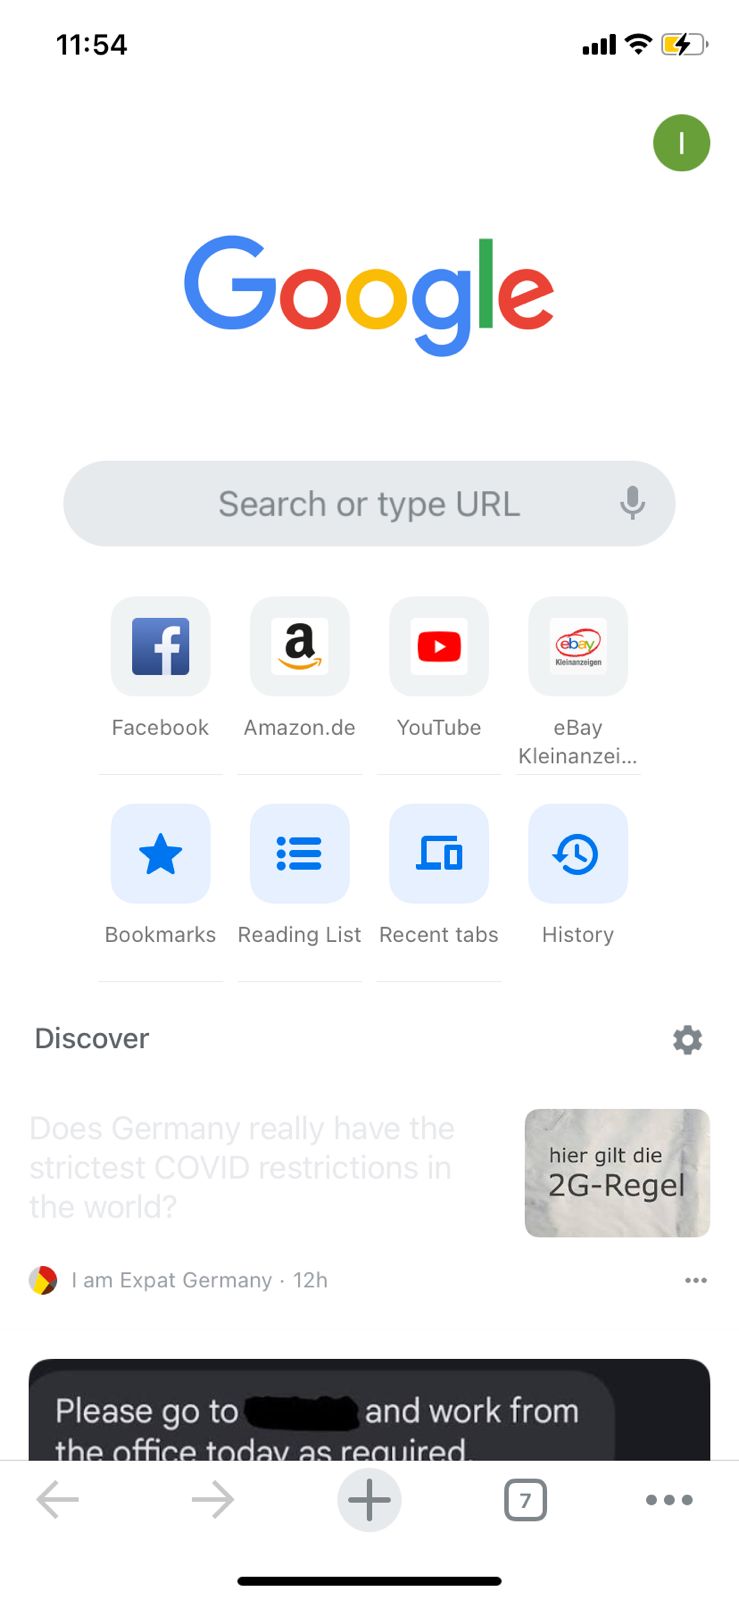 11:54
I
Google
Search or type URL
a
ebay
Kleinanzeigen
Facebook
Amazon.de
YouTube
eBay
Kleinanzei...
Bookmarks
Reading List
Recent tabs
History
Discover
Does Germany really have the
strictest COVID restrictions in
the world?
hier gilt die
2G-Regel
I am Expat Germany · 12h
Please go to and work from
the office today as required.
7